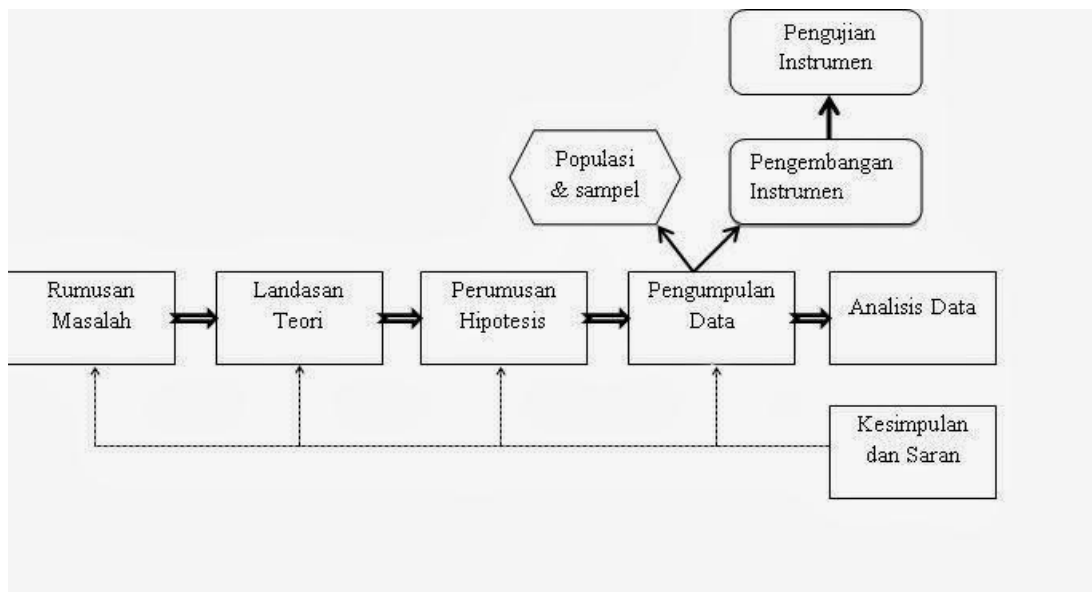 Pengujian
Instrumen
Populasi
& sampel
Pengembangan
Instrumen
Rumusan
Masalah
Landasan
Teori
Perumusan
Hipotesis
Pengumpulan
Data
Analisis Data
Kesimpulan
dan Saran